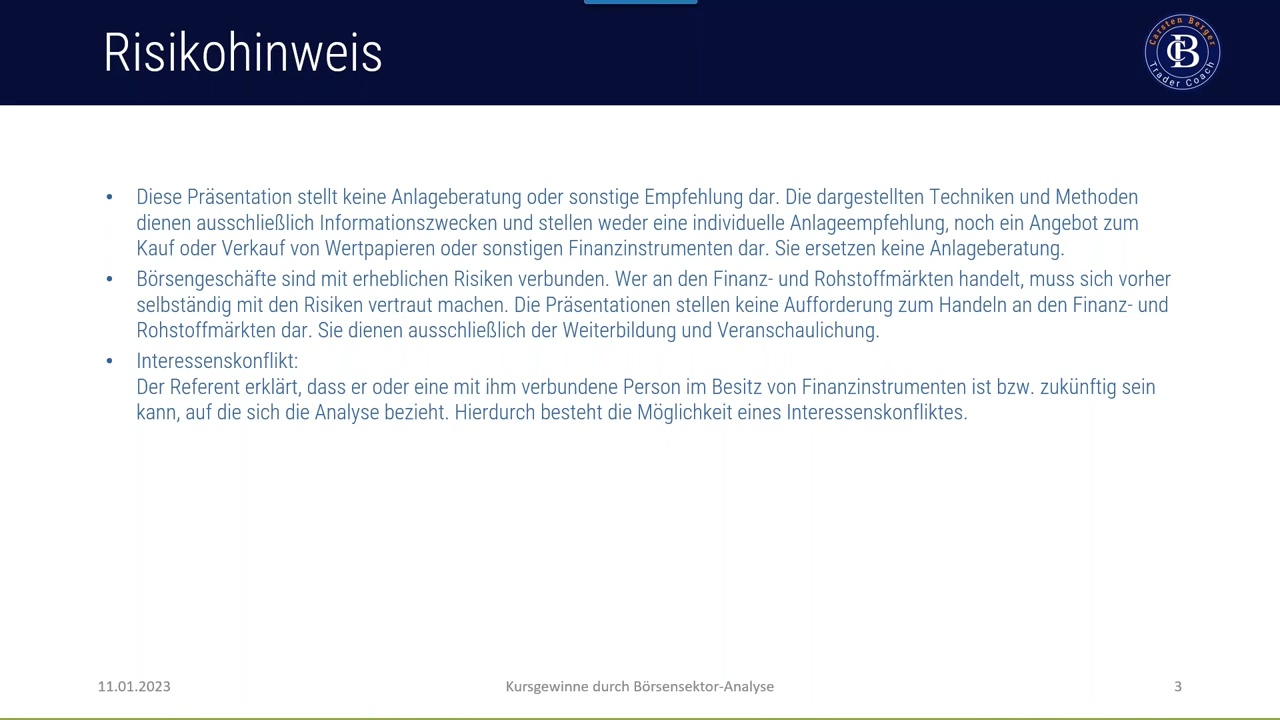 Risikohinweis
Carsten Berger
CB
Trader Coach
• Diese Präsentation stellt keine Anlageberatung oder sonstige Empfehlung dar. Die dargestellten Techniken und Methoden
dienen ausschließlich Informationszwecken und stellen weder eine individuelle Anlageempfehlung, noch ein Angebot zum
Kauf oder Verkauf von Wertpapieren oder sonstigen Finanzinstrumenten dar. Sie ersetzen keine Anlageberatung.
• Börsengeschäfte sind mit erheblichen Risiken verbunden. Wer an den Finanz- und Rohstoffmärkten handelt, muss sich vorher
selbständig mit den Risiken vertraut machen. Die Präsentationen stellen keine Aufforderung zum Handeln an den Finanz- und
Rohstoffmärkten dar. Sie dienen ausschließlich der Weiterbildung und Veranschaulichung.
• Interessenskonflikt:
Der Referent erklärt, dass er oder eine mit ihm verbundene Person im Besitz von Finanzinstrumenten ist bzw. zukünftig sein
kann, auf die sich die Analyse bezieht. Hierdurch besteht die Möglichkeit eines Interessenskonfliktes.
11.01.2023
Kursgewinne durch Börsensektor-Analyse
3